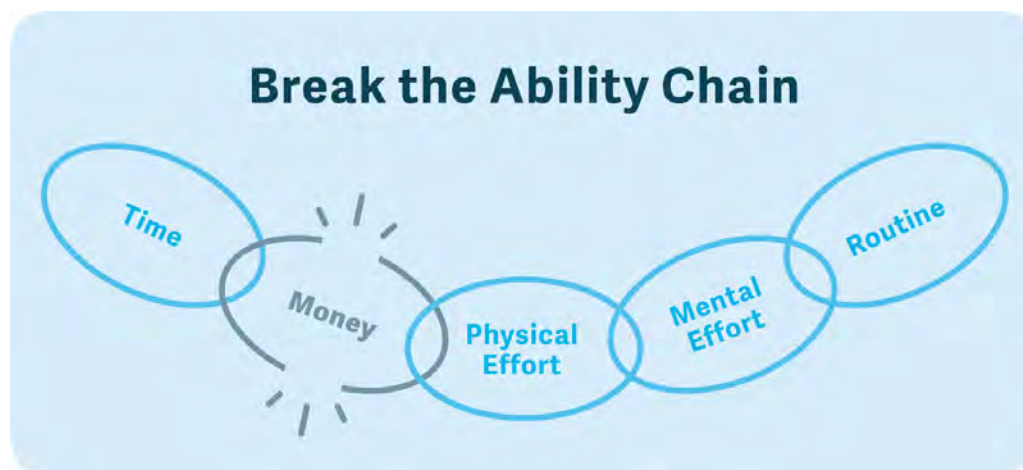 Break the Ability Chain
Time
Money
Physical
Effort
Mental
Effort
Routine